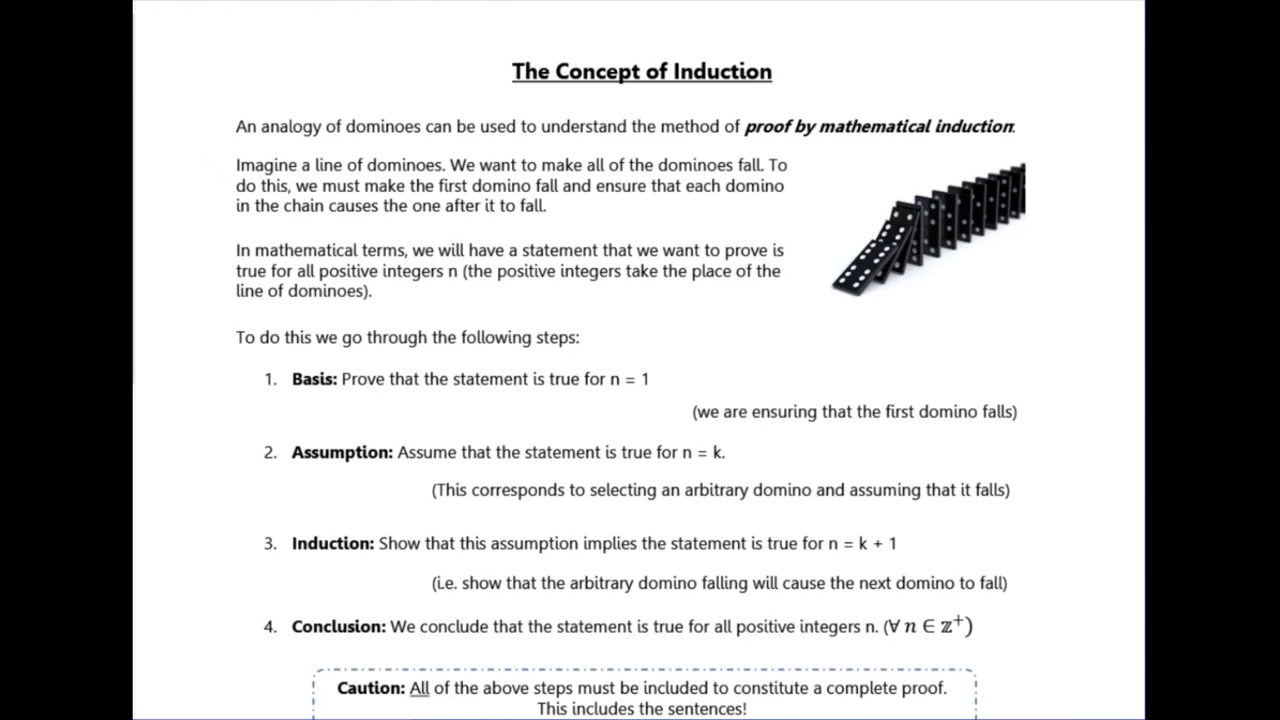 The Concept of Induction
An analogy of dominoes can be used to understand the method of proof by mathematical induction.
Imagine a line of dominoes. We want to make all of the dominoes fall. To
do this, we must make the first domino fall and ensure that each domino
in the chain causes the one after it to fall.
In mathematical terms, we will have a statement that we want to prove is
true for all positive integers n (the positive integers take the place of the
line of dominoes).
To do this we go through the following steps:
1. Basis: Prove that the statement is true for n = 1
(we are ensuring that the first domino falls)
2. Assumption: Assume that the statement is true for n = k.
(This corresponds to selecting an arbitrary domino and assuming that it falls)
3. Induction: Show that this assumption implies the statement is true for n = k + 1
(i.e. show that the arbitrary domino falling will cause the next domino to fall)
4. Conclusion: We conclude that the statement is true for all positive integers n. (∀ n ∈ ℤ⁺)
Caution: All of the above steps must be included to constitute a complete proof.
This includes the sentences!